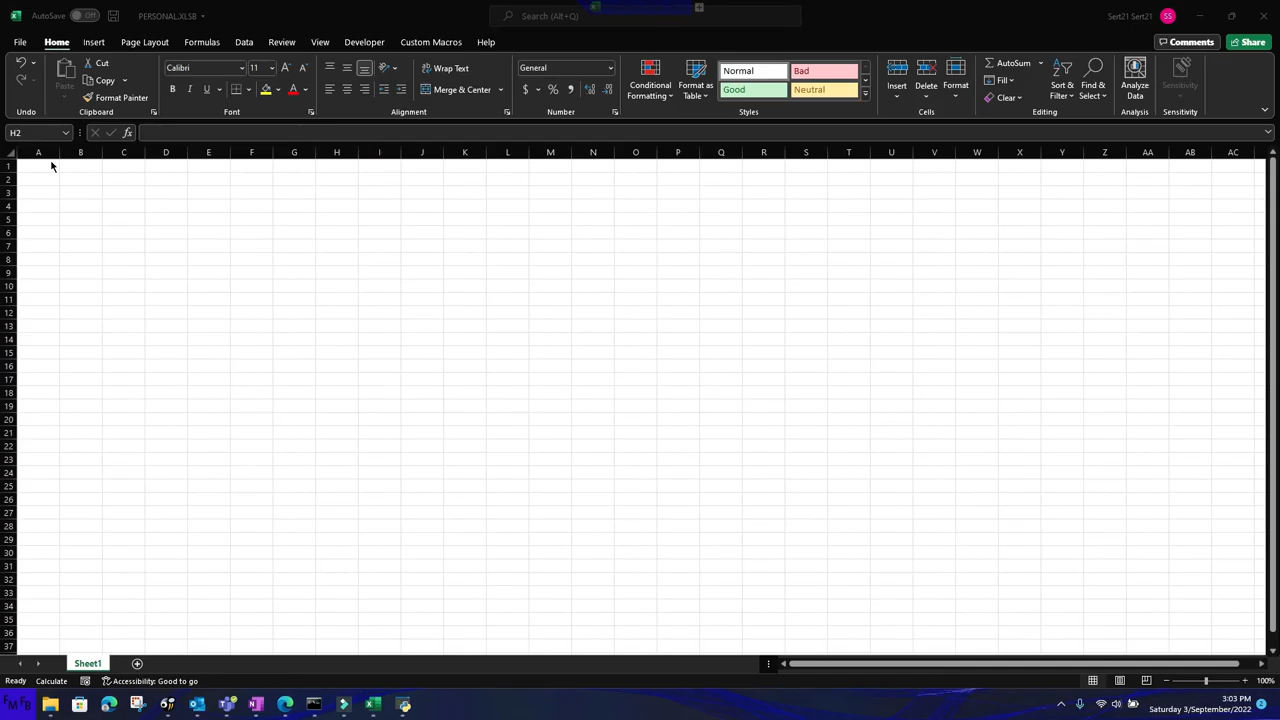 AutoSave Off PERSONAL.XLSB Search (Alt+Q) Sert21 Sert21 SS
File Home Insert Page Layout Formulas Data Review View Developer Custom Macros Help Comments Share
Cut
Copy
Format Painter
Paste
Undo
Clipboard
Calibri 11
B I U
Font
Wrap Text
Merge & Center
Alignment
General
$ % ,
Number
Conditional Formatting
Format as Table
Normal Bad
Good Neutral
Styles
Insert Delete Format
Cells
AutoSum
Fill
Clear
Sort & Filter
Find & Select
Editing
Analyze Data
Analysis
Sensitivity
Sensitivity
H2 fx
A B C D E F G H I J K L M N O P Q R S T U V W X Y Z AA AB AC
1
2
3
4
5
6
7
8
9
10
11
12
13
14
15
16
17
18
19
20
21
22
23
24
25
26
27
28
29
30
31
32
33
34
35
36
37
Sheet1
Ready Calculate Accessibility: Good to go 100%
3:03 PM
Saturday 3/September/2022
2